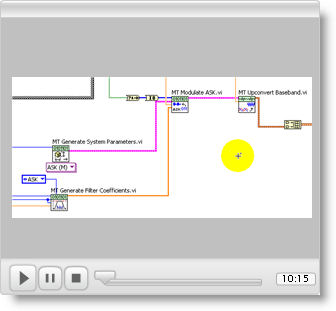 MT Modulate ASK.vi
MT Upconvert Baseband.vi
MT Generate System Parameters.vi
ASK (M)
ASK
MT Generate Filter Coefficients.vi
10:15